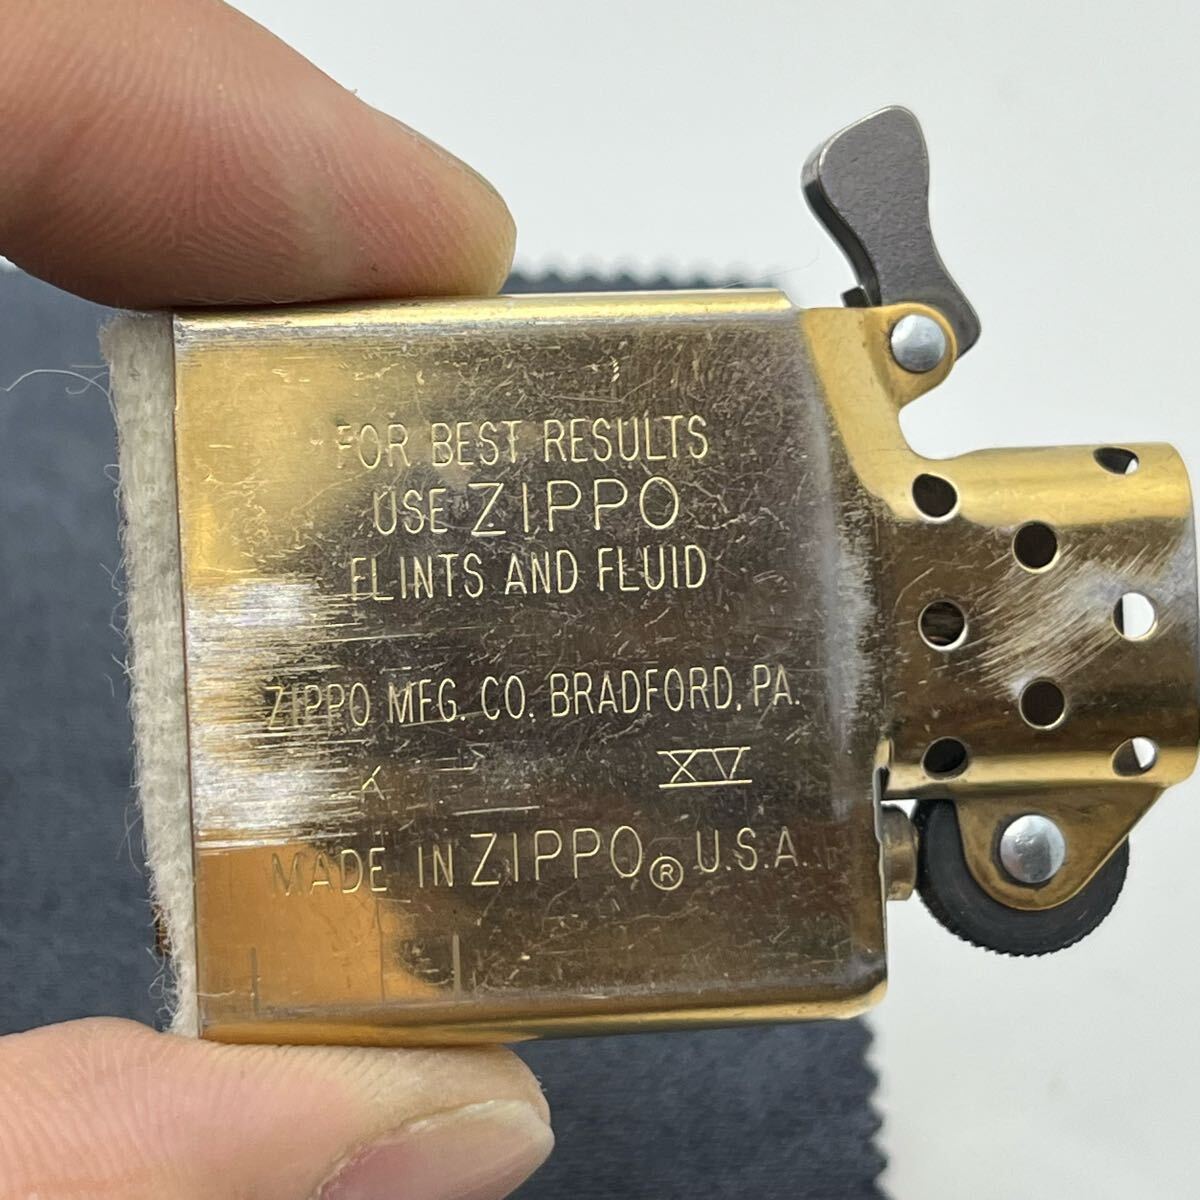 FOR BEST RESULTS
USE ZIPPO
FLINTS AND FLUID
ZIPPO MFG. CO. BRADFORD, PA.
XV
MADE IN ZIPPO® U.S.A.